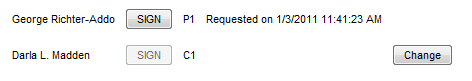 George Richter-Addo SIGN P1 Requested on 1/3/2011 11:41:23 AM
Darla L. Madden SIGN C1 Change